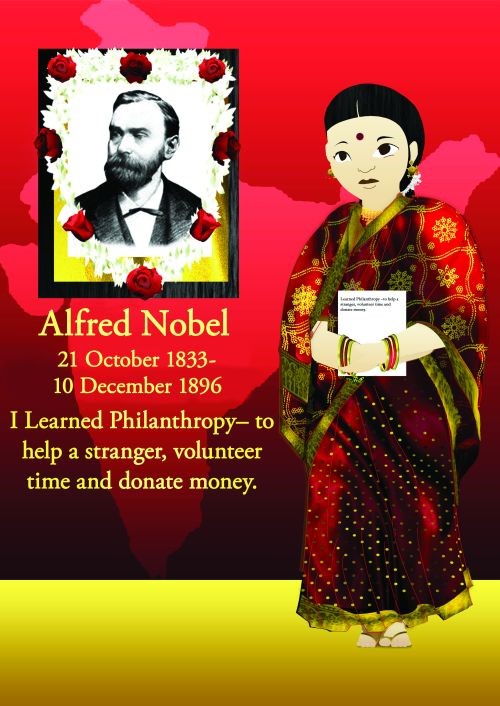 Alfred Nobel
21 October 1833-
10 December 1896
I Learned Philanthropy– to
help a stranger, volunteer
time and donate money.
Learned Philanthropy -to help a
stranger, volunteer time and
donate money.